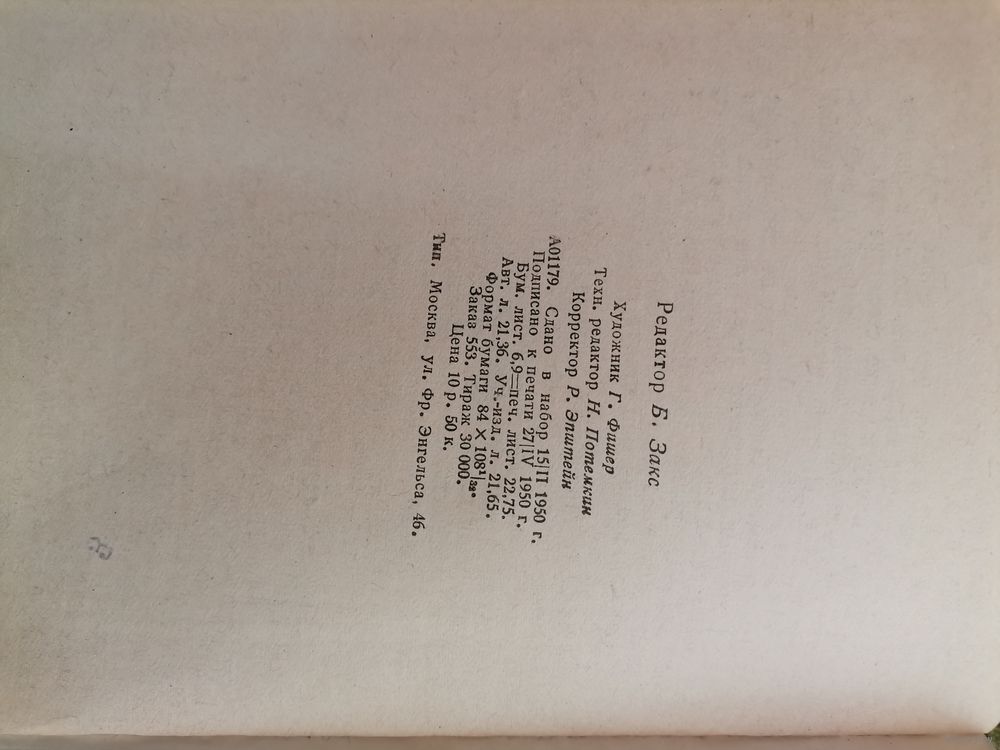 Редактор Б. Закс
Художник Г. Фишер
Техн. редактор Н. Потемкин
Корректор Р. Эпштейн
А01179. Сдано в набор 15/II 1950 г.
Подписано к печати 27/IV 1950 г.
Бум. лист. 6,9—печ. лист. 22,75.
Авт. л. 21,36. Уч.-изд. л. 21,65.
Формат бумаги 84 × 108¹/₃₂.
Заказ 553. Тираж 30 000.
Цена 10 р. 50 к.
Тип. Москва, ул. Фр. Энгельса, 46.